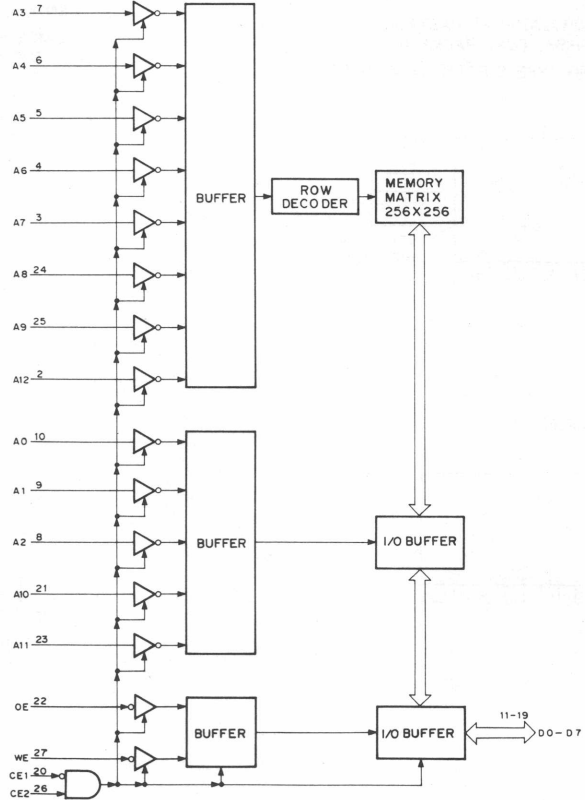 A3 7
A4 6
A5 5
A6 4
A7 3
A8 24
A9 25
A12 2
BUFFER
ROW
DECODER
MEMORY
MATRIX
256X256
A0 10
A1 9
A2 8
A10 21
A11 23
BUFFER
I/O BUFFER
OE 22
WE 27
CE1 20
CE2 26
BUFFER
I/O BUFFER
11-19
D0-D7